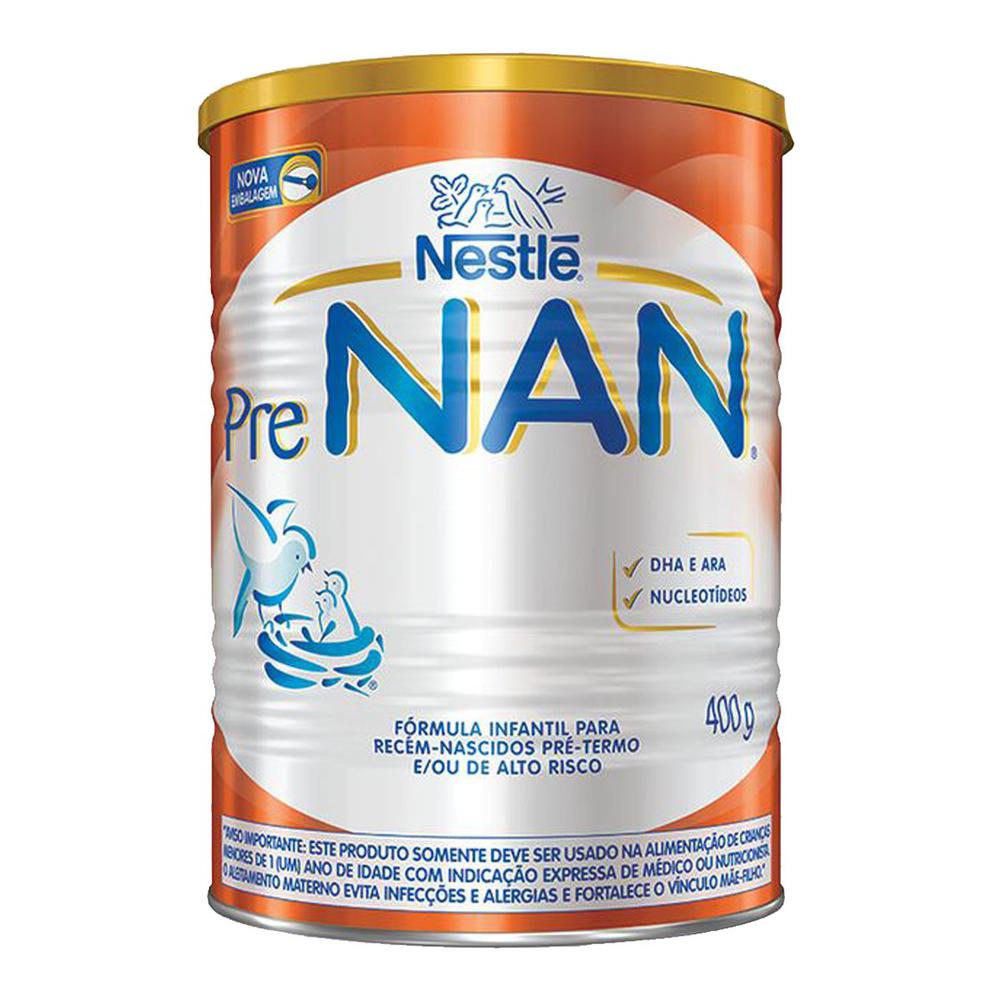 NOVA
EMBALAGEM
Nestlé
Pre NAN
DHA E ARA
NUCLEOTÍDEOS
400 g
FÓRMULA INFANTIL PARA
RECÉM-NASCIDOS PRÉ-TERMO
E/OU DE ALTO RISCO
"AVISO IMPORTANTE: ESTE PRODUTO SOMENTE DEVE SER USADO NA ALIMENTAÇÃO DE CRIANÇAS
MENORES DE 1 (UM) ANO DE IDADE COM INDICAÇÃO EXPRESSA DE MÉDICO OU NUTRICIONISTA.
O ALEITAMENTO MATERNO EVITA INFECÇÕES E ALERGIAS E FORTALECE O VÍNCULO MÃE-FILHO."